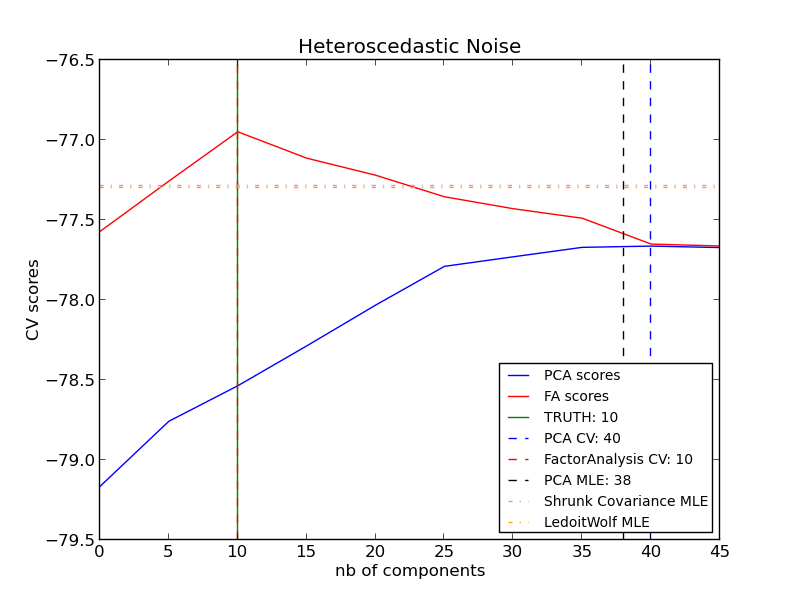 Heteroscedastic Noise
−76.5
−77.0
−77.5
−78.0
−78.5
−79.0
−79.5
CV scores
PCA scores
FA scores
TRUTH: 10
PCA CV: 40
FactorAnalysis CV: 10
PCA MLE: 38
Shrunk Covariance MLE
LedoitWolf MLE
0 5 10 15 20 25 30 35 40 45
nb of components